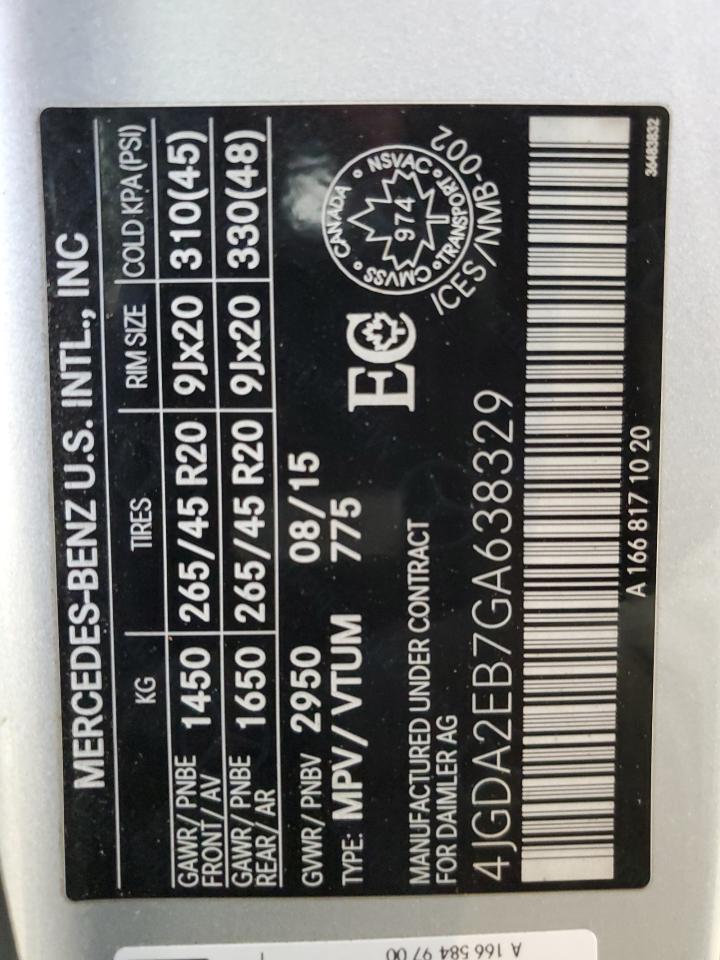 MERCEDES-BENZ U.S. INTL., INC
KG TIRES RIM SIZE COLD KPA (PSI)
GAWR/PNBE FRONT/AV 1450 265/45 R20 9Jx20 310(45)
GAWR/PNBE REAR/AR 1650 265/45 R20 9Jx20 330(48)
GVWR/PNBV 2950 08/15
TYPE: MPV/VTUM 775
EC
CMVSS CANADA NSVAC TRANSPORT
974
/CES/NMB-002
MANUFACTURED UNDER CONTRACT
FOR DAIMLER AG
4JGDA2EB7GA638329
A 166 817 10 20
36483832
A 166 584 97 00